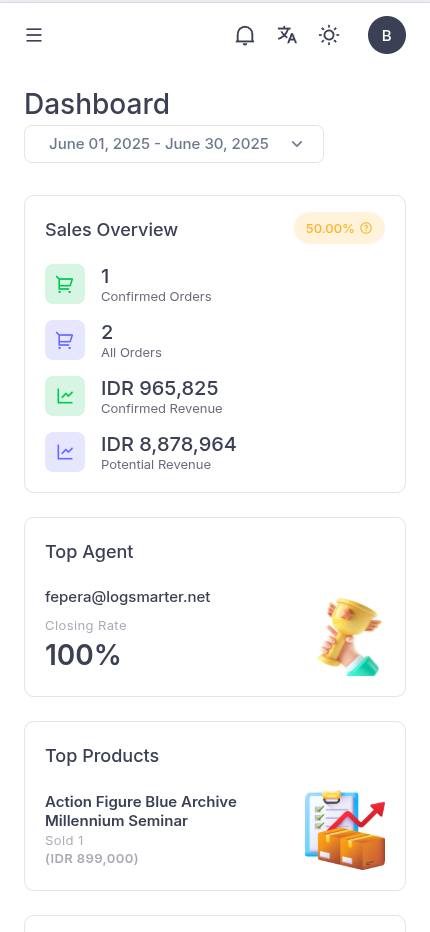 B
Dashboard
June 01, 2025 - June 30, 2025
Sales Overview
50.00%
1
Confirmed Orders
2
All Orders
IDR 965,825
Confirmed Revenue
IDR 8,878,964
Potential Revenue
Top Agent
fepera@logsmarter.net
Closing Rate
100%
Top Products
Action Figure Blue Archive
Millennium Seminar
Sold 1
(IDR 899,000)